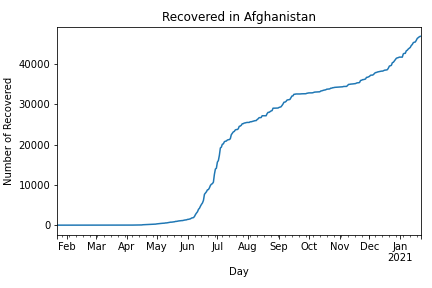 Recovered in Afghanistan
Number of Recovered
40000
30000
20000
10000
0
Feb Mar Apr May Jun Jul Aug Sep Oct Nov Dec Jan
2021
Day